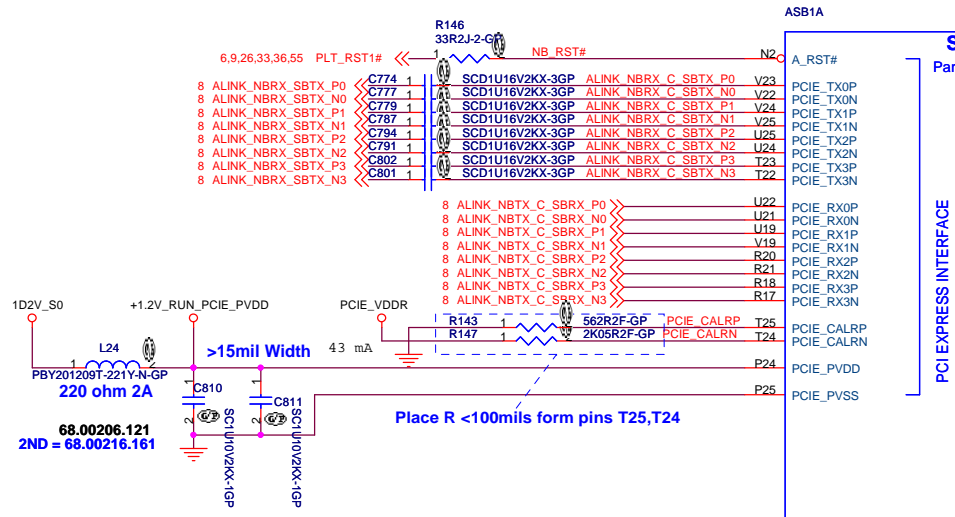 ASB1A
R146
33R2J-2-GP
6,9,26,33,36,55 PLT_RST1# 1 2 NB_RST# N2 A_RST#
S
Par
8 ALINK_NBRX_SBTX_P0 C774 1 SCD1U16V2KX-3GP ALINK_NBRX_C_SBTX_P0 V23 PCIE_TX0P
8 ALINK_NBRX_SBTX_N0 C777 1 SCD1U16V2KX-3GP ALINK_NBRX_C_SBTX_N0 V22 PCIE_TX0N
8 ALINK_NBRX_SBTX_P1 C779 1 SCD1U16V2KX-3GP ALINK_NBRX_C_SBTX_P1 V24 PCIE_TX1P
8 ALINK_NBRX_SBTX_N1 C787 1 SCD1U16V2KX-3GP ALINK_NBRX_C_SBTX_N1 V25 PCIE_TX1N
8 ALINK_NBRX_SBTX_P2 C794 1 SCD1U16V2KX-3GP ALINK_NBRX_C_SBTX_P2 U25 PCIE_TX2P
8 ALINK_NBRX_SBTX_N2 C791 1 SCD1U16V2KX-3GP ALINK_NBRX_C_SBTX_N2 U24 PCIE_TX2N
8 ALINK_NBRX_SBTX_P3 C802 1 SCD1U16V2KX-3GP ALINK_NBRX_C_SBTX_P3 T23 PCIE_TX3P
8 ALINK_NBRX_SBTX_N3 C801 1 SCD1U16V2KX-3GP ALINK_NBRX_C_SBTX_N3 T22 PCIE_TX3N
8 ALINK_NBTX_C_SBRX_P0 U22 PCIE_RX0P
8 ALINK_NBTX_C_SBRX_N0 U21 PCIE_RX0N
8 ALINK_NBTX_C_SBRX_P1 U19 PCIE_RX1P
8 ALINK_NBTX_C_SBRX_N1 V19 PCIE_RX1N
8 ALINK_NBTX_C_SBRX_P2 R20 PCIE_RX2P
8 ALINK_NBTX_C_SBRX_N2 R21 PCIE_RX2N
8 ALINK_NBTX_C_SBRX_P3 R18 PCIE_RX3P
8 ALINK_NBTX_C_SBRX_N3 R17 PCIE_RX3N
PCI EXPRESS INTERFACE
1D2V_S0 +1.2V_RUN_PCIE_PVDD PCIE_VDDR
R143 1 562R2F-GP PCIE_CALRP T25 PCIE_CALRP
R147 1 2 2K05R2F-GP PCIE_CALRN T24 PCIE_CALRN
L24 >15mil Width 43 mA
1 2 P24 PCIE_PVDD
PBY201209T-221Y-N-GP
220 ohm 2A
1 C810 1 C811 P25 PCIE_PVSS
2 2
SC1U10V2KX-1GP
SC1U10V2KX-1GP
Place R <100mils form pins T25,T24
68.00206.121
2ND = 68.00216.161